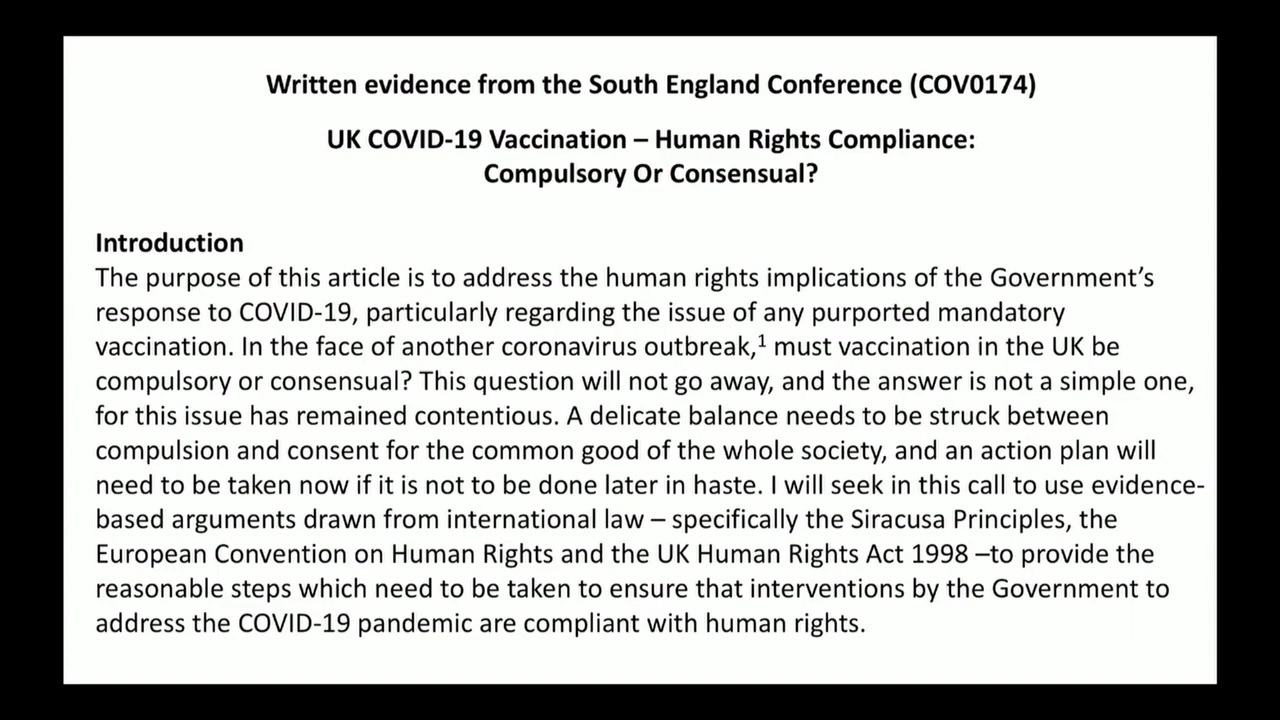 Written evidence from the South England Conference (COV0174)
UK COVID-19 Vaccination – Human Rights Compliance:
Compulsory Or Consensual?
Introduction
The purpose of this article is to address the human rights implications of the Government’s
response to COVID-19, particularly regarding the issue of any purported mandatory
vaccination. In the face of another coronavirus outbreak,¹ must vaccination in the UK be
compulsory or consensual? This question will not go away, and the answer is not a simple one,
for this issue has remained contentious. A delicate balance needs to be struck between
compulsion and consent for the common good of the whole society, and an action plan will
need to be taken now if it is not to be done later in haste. I will seek in this call to use evidence-
based arguments drawn from international law – specifically the Siracusa Principles, the
European Convention on Human Rights and the UK Human Rights Act 1998 –to provide the
reasonable steps which need to be taken to ensure that interventions by the Government to
address the COVID-19 pandemic are compliant with human rights.